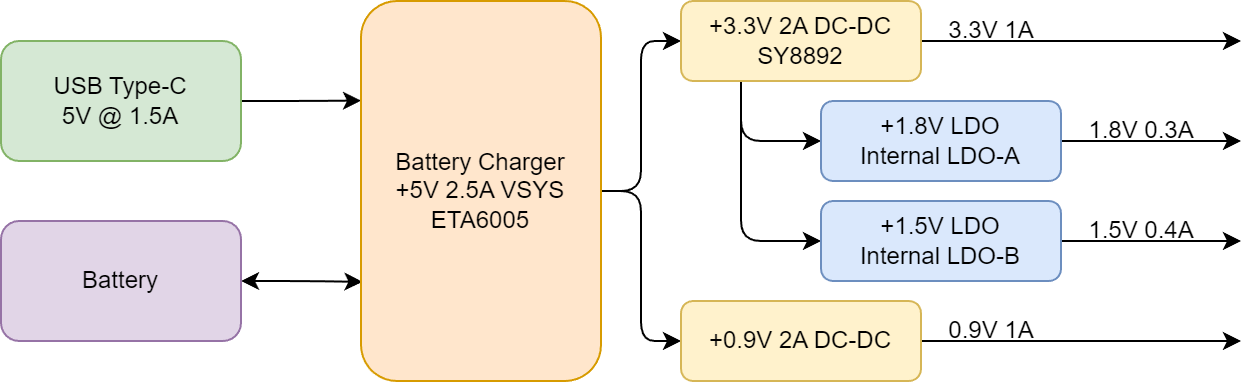 USB Type-C
5V @ 1.5A
Battery
Battery Charger
+5V 2.5A VSYS
ETA6005
+3.3V 2A DC-DC
SY8892
3.3V 1A
+1.8V LDO
Internal LDO-A
1.8V 0.3A
+1.5V LDO
Internal LDO-B
1.5V 0.4A
+0.9V 2A DC-DC
0.9V 1A